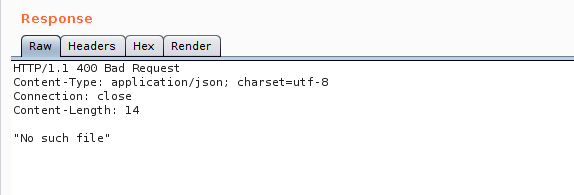 Response
Raw Headers Hex Render
HTTP/1.1 400 Bad Request
Content-Type: application/json; charset=utf-8
Connection: close
Content-Length: 14
"No such file"